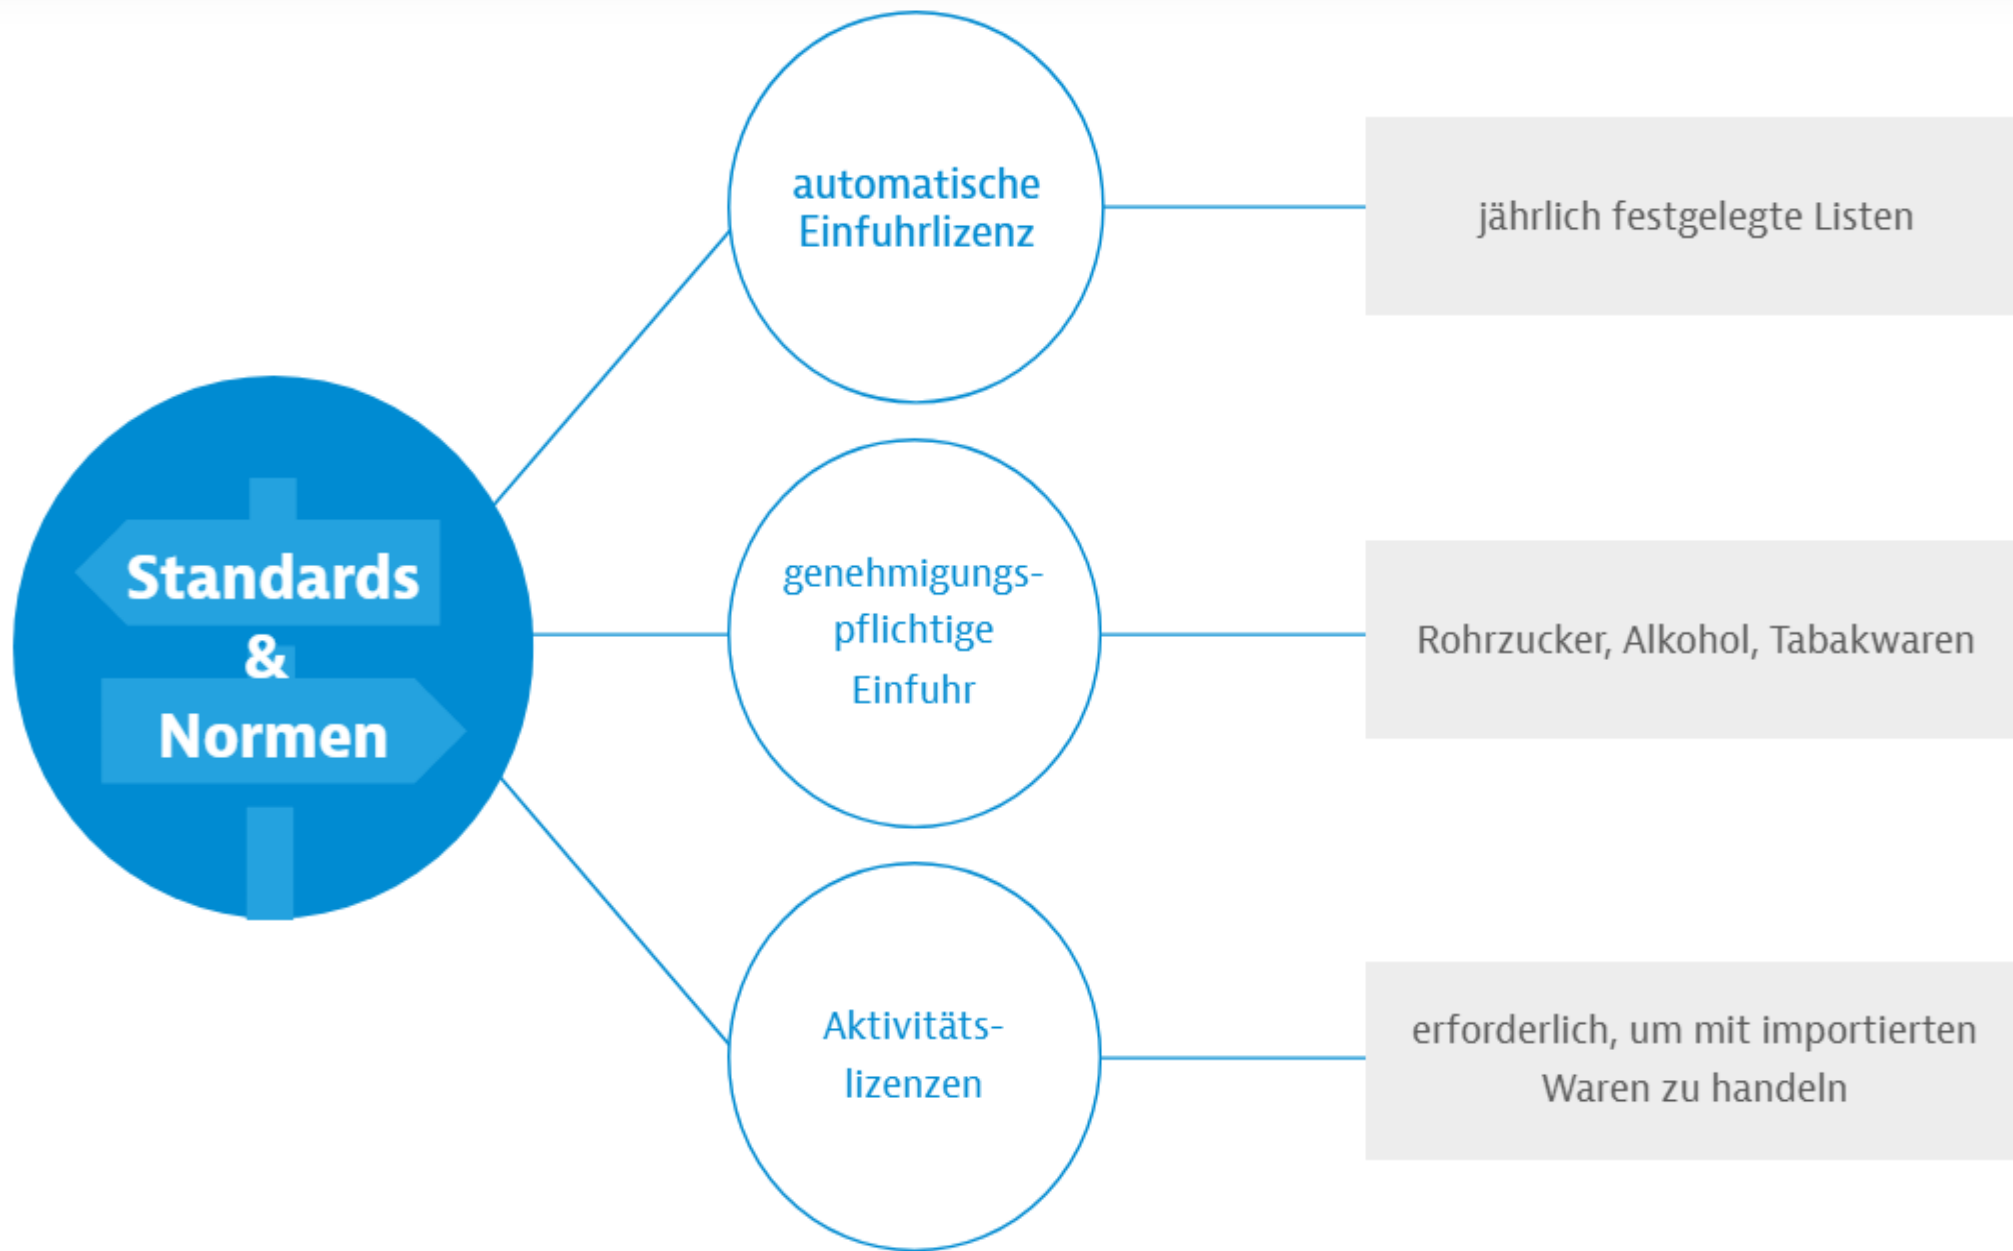 automatische
Einfuhrlizenz
jährlich festgelegte Listen
Standards
&
Normen
genehmigungs-
pflichtige
Einfuhr
Rohrzucker, Alkohol, Tabakwaren
Aktivitäts-
lizenzen
erforderlich, um mit importierten
Waren zu handeln